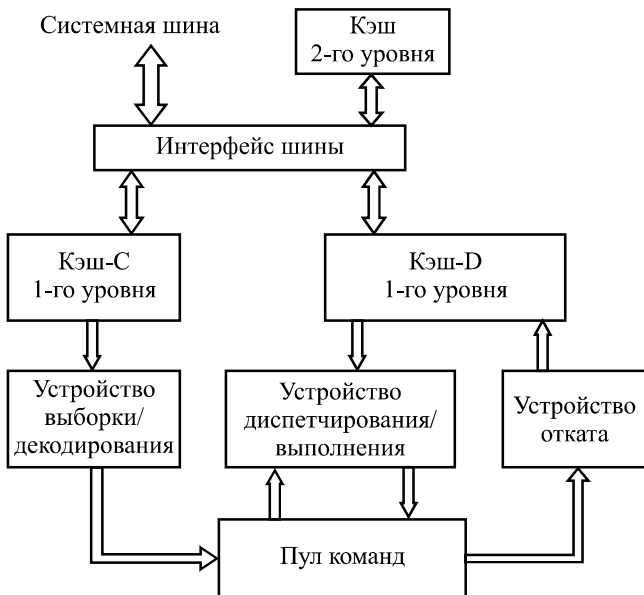 Системная шина
Кэш
2-го уровня
Интерфейс шины
Кэш-С
1-го уровня
Кэш-D
1-го уровня
Устройство
выборки/
декодирования
Устройство
диспетчирования/
выполнения
Устройство
отката
Пул команд